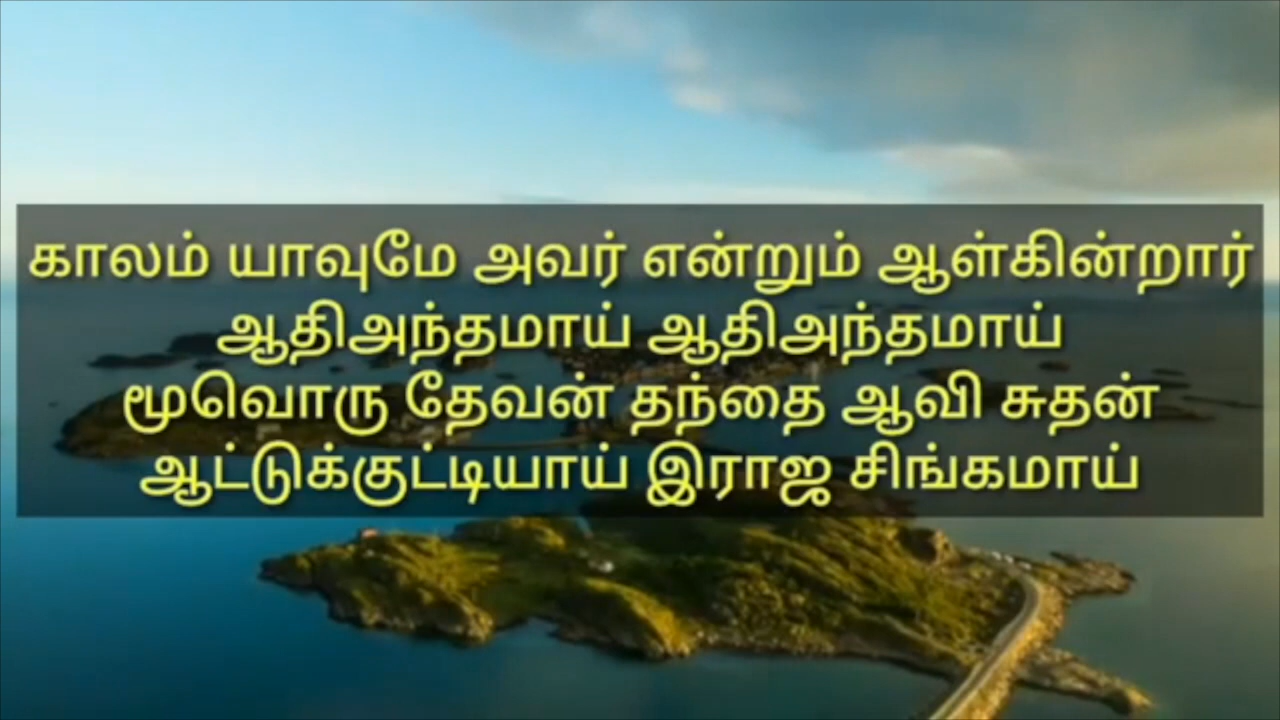 காலம் யாவுமே அவர் என்றும் ஆள்கின்றார்
ஆதிஅந்தமாய் ஆதிஅந்தமாய்
மூவொரு தேவன் தந்தை ஆவி சுதன்
ஆட்டுக்குட்டியாய் இராஜ சிங்கமாய்